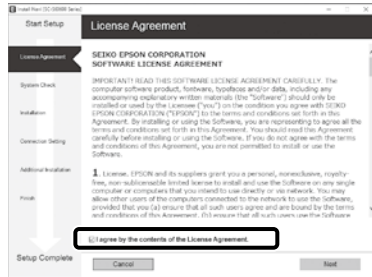 Install Navi [SC-S0600 Series]
Start Setup
License Agreement
License Agreement
System Check
Installation
Connection Setting
Additional Installation
Finish
Setup Complete
SEIKO EPSON CORPORATION
SOFTWARE LICENSE AGREEMENT
IMPORTANT! READ THIS SOFTWARE LICENSE AGREEMENT CAREFULLY. The
computer software product, fontware, typefaces and/or data, including any
accompanying explanatory written materials (the "Software") should only be
installed or used by the Licensee ("you") on the condition you agree with SEIKO
EPSON CORPORATION ("EPSON") to the terms and conditions set forth in this
Agreement. By installing or using the Software, you are representing to agree all the
terms and conditions set forth in this Agreement. You should read this Agreement
carefully before installing or using the Software. If you do not agree with the terms
and conditions of this Agreement, you are not permitted to install or use the
Software.
1. License. EPSON and its suppliers grant you a personal, nonexclusive, royalty-
free, non-sublicensable limited license to install and use the Software on any single
computer or computers that you intend to use directly or via network. You may
allow other users of the computers connected to the network to use the Software,
provided that you (a) ensure that all such users agree and are bound by the terms
and conditions of this Agreement, (b) ensure that all such users use the Software
I agree by the contents of the License Agreement.
Cancel
Next